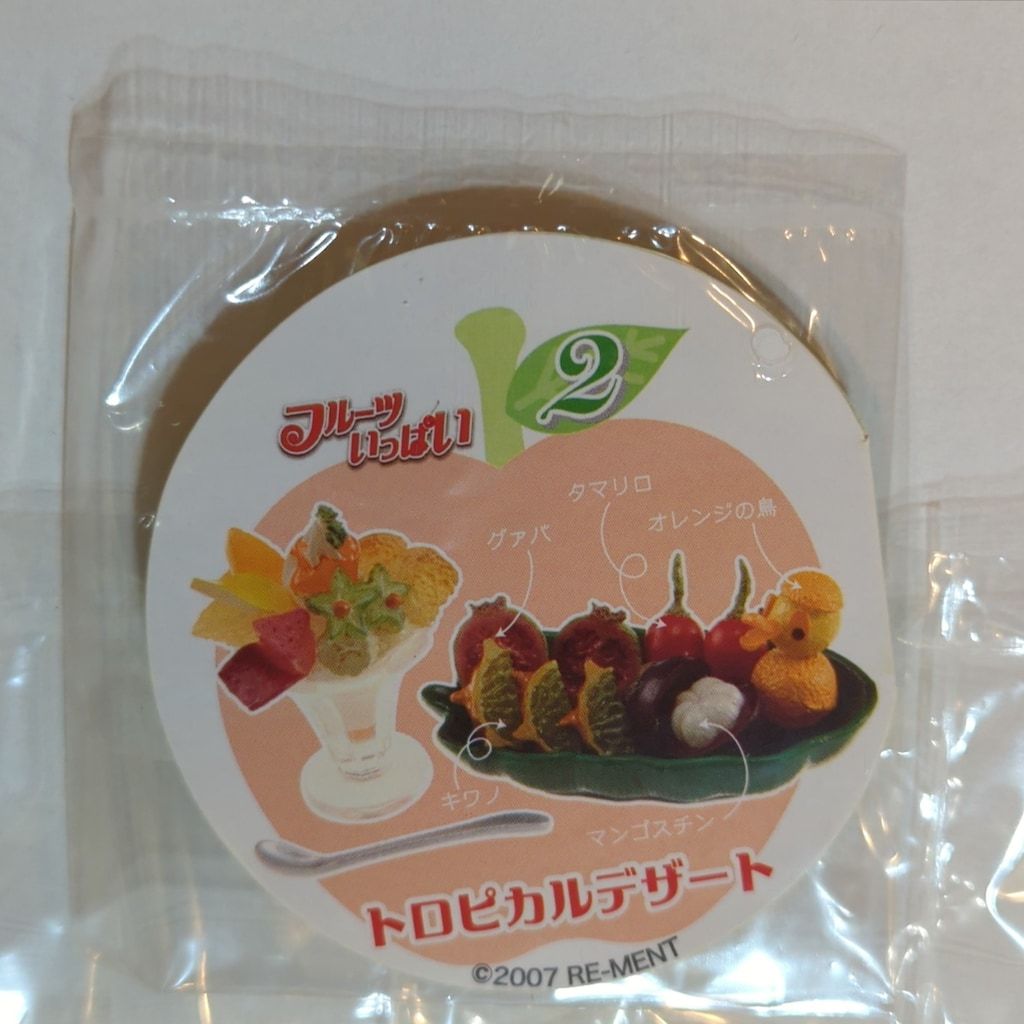 フルーツ
いっぱい
2
タマリロ
グァバ
オレンジの鳥
キワノ
マンゴスチン
トロピカルデザート
©2007 RE-MENT